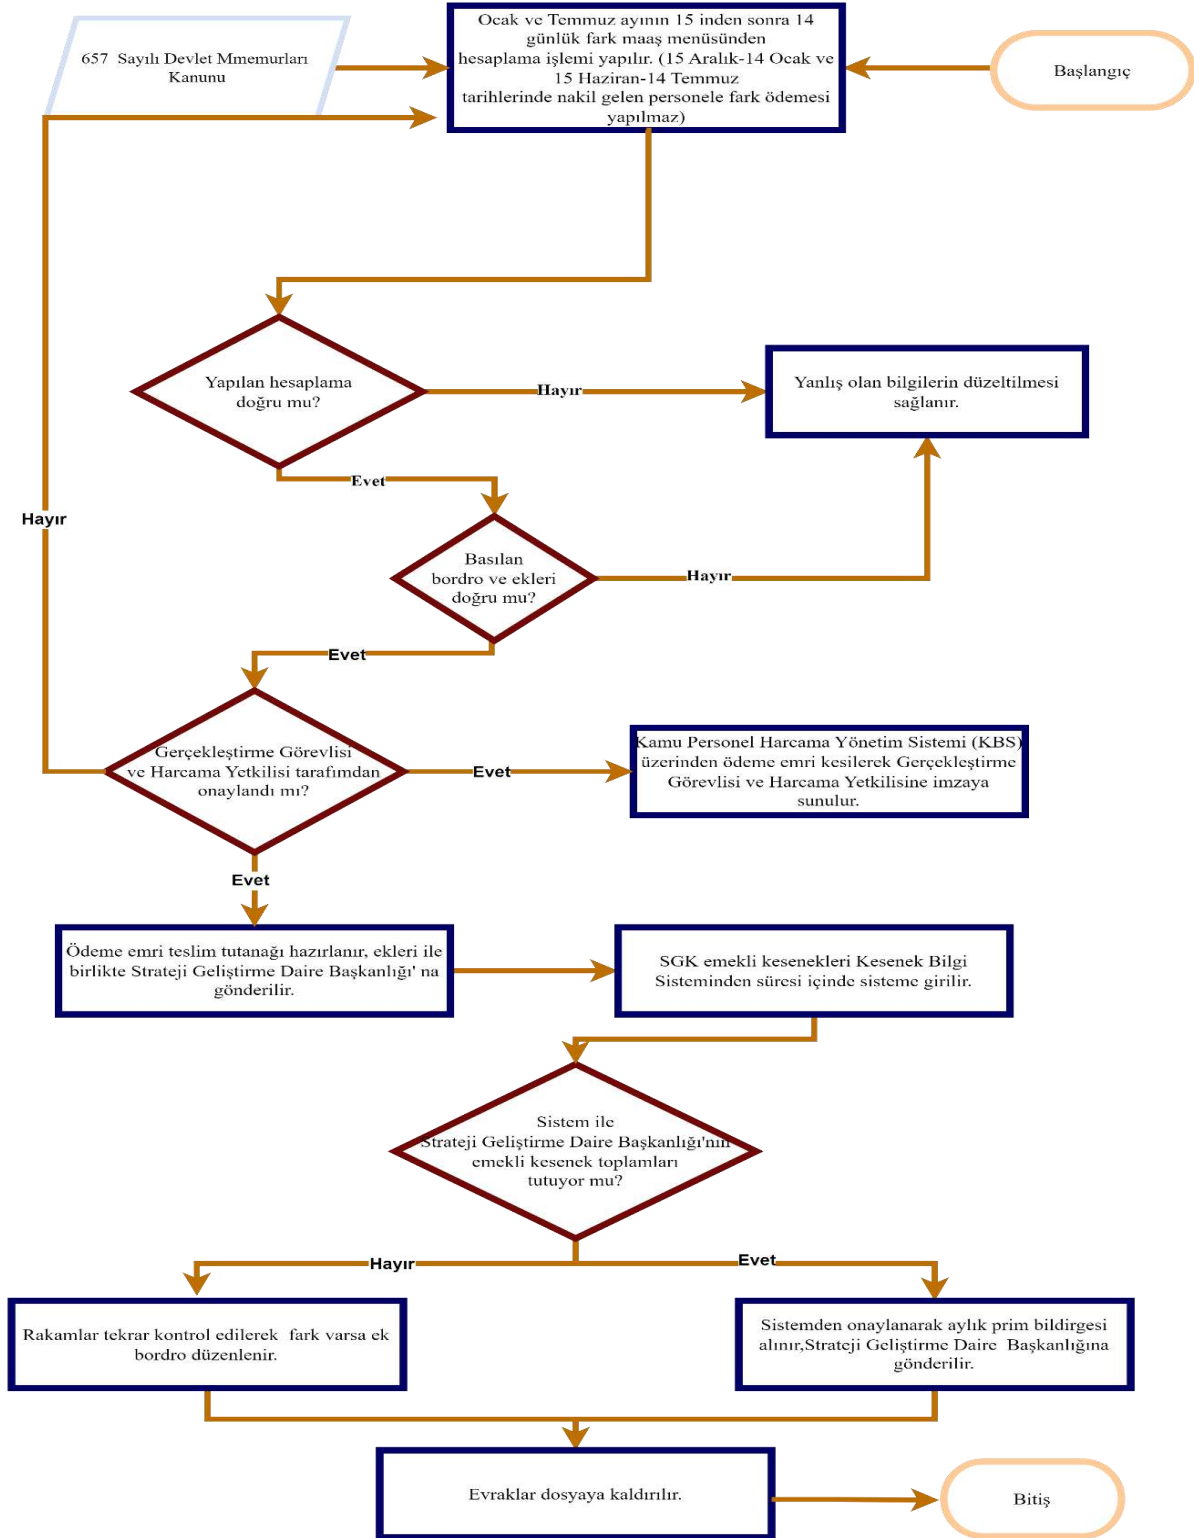 657  Sayılı Devlet Mmemurları
Kanunu
Ocak ve Temmuz ayının 15 inden sonra 14
günlük fark maaş menüsünden
hesaplama işlemi yapılır. (15 Aralık-14 Ocak ve
15 Haziran-14 Temmuz
tarihlerinde nakil gelen personele fark ödemesi
yapılmaz)
Başlangıç
Yapılan hesaplama
doğru mu?
Hayır
Yanlış olan bilgilerin düzeltilmesi
sağlanır.
Evet
Hayır
Basılan
bordro ve ekleri
doğru mu?
Hayır
Evet
Gerçekleştirme Görevlisi
ve Harcama Yetkilisi tarafımdan
onaylandı mı?
Evet
Kamu Personel Harcama Yönetim Sistemi (KBS)
üzerinden ödeme emri kesilerek Gerçekleştirme
Görevlisi ve Harcama Yetkilisine imzaya
sunulur.
Evet
Ödeme emri teslim tutanağı hazırlanır, ekleri ile
birlikte Strateji Geliştirme Daire Başkanlığı' na
gönderilir.
SGK emekli kesenekleri Kesenek Bilgi
Sisteminden süresi içinde sisteme girilir.
Sistem ile
Strateji Geliştirme Daire Başkanlığı'nın
emekli kesenek toplamları
tutuyor mu?
Hayır
Evet
Rakamlar tekrar kontrol edilerek  fark varsa ek
bordro düzenlenir.
Sistemden onaylanarak aylık prim bildirgesi
alınır,Strateji Geliştirme Daire  Başkanlığına
gönderilir.
Evraklar dosyaya kaldırılır.
Bitiş